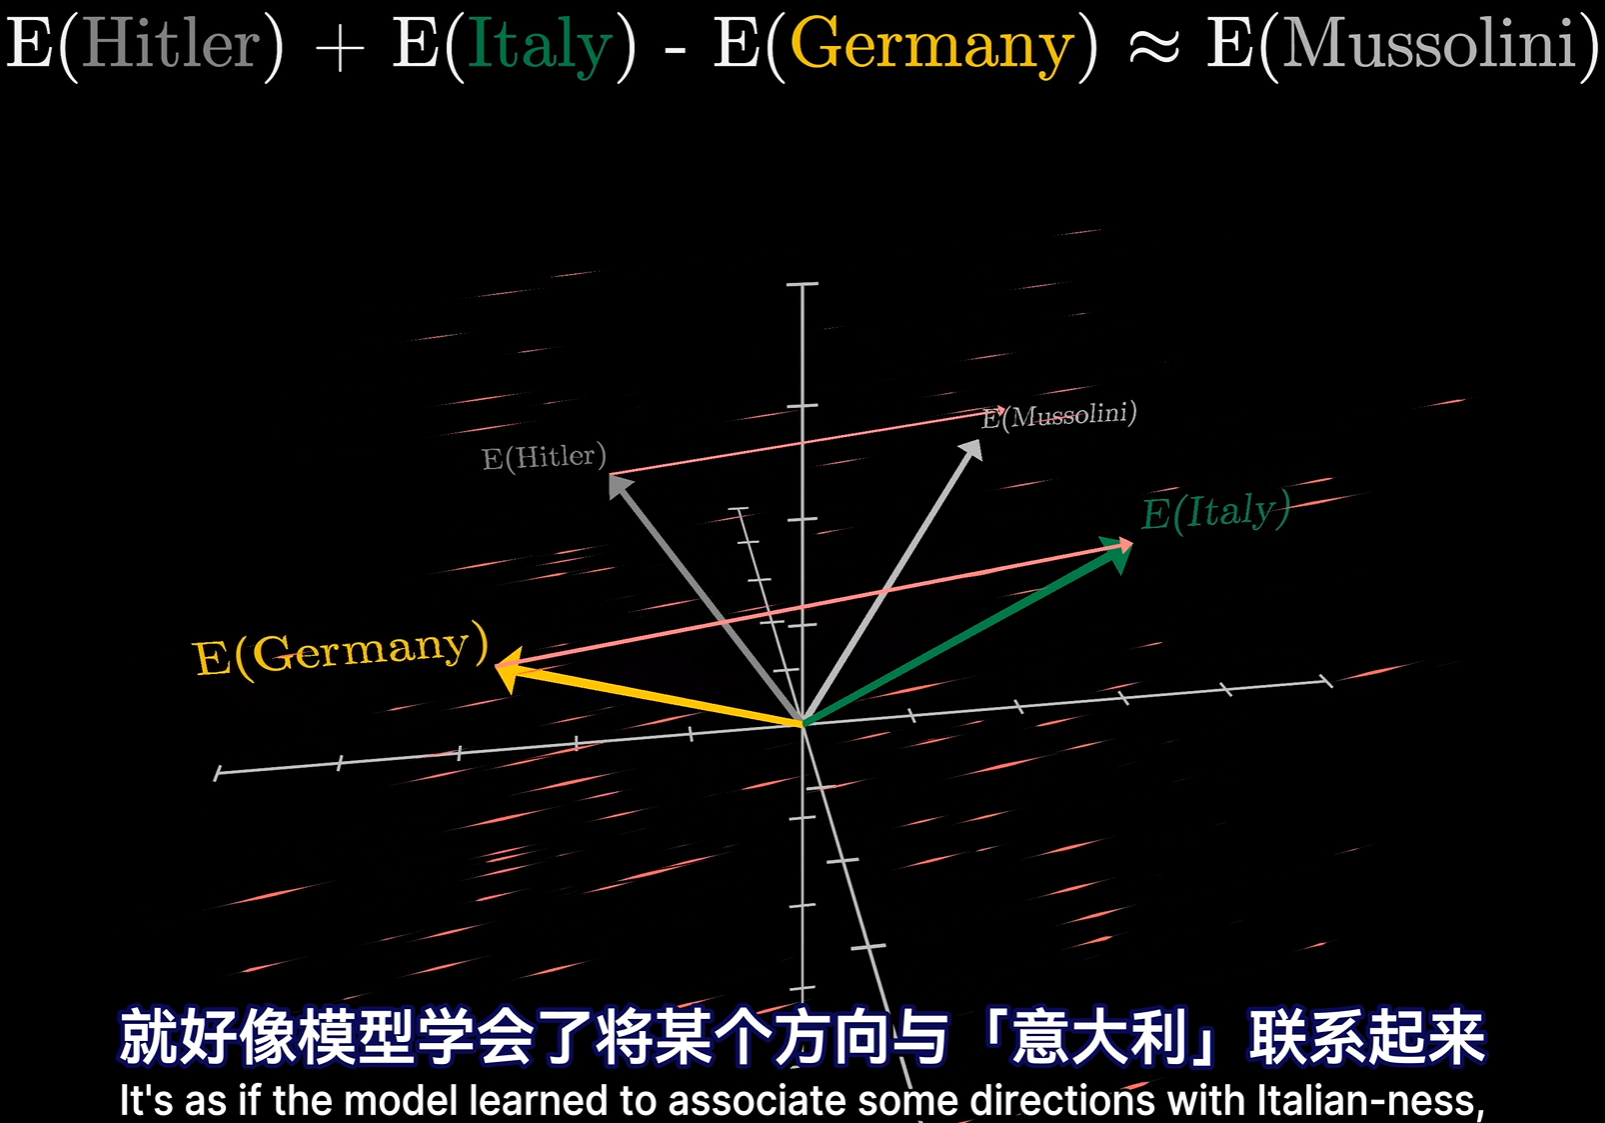 E(Hitler) + E(Italy) - E(Germany) ≈ E(Mussolini)
E(Mussolini)
E(Hitler)
E(Italy)
E(Germany)
就好像模型学会了将某个方向与「意大利」联系起来
It's as if the model learned to associate some directions with Italian-ness,